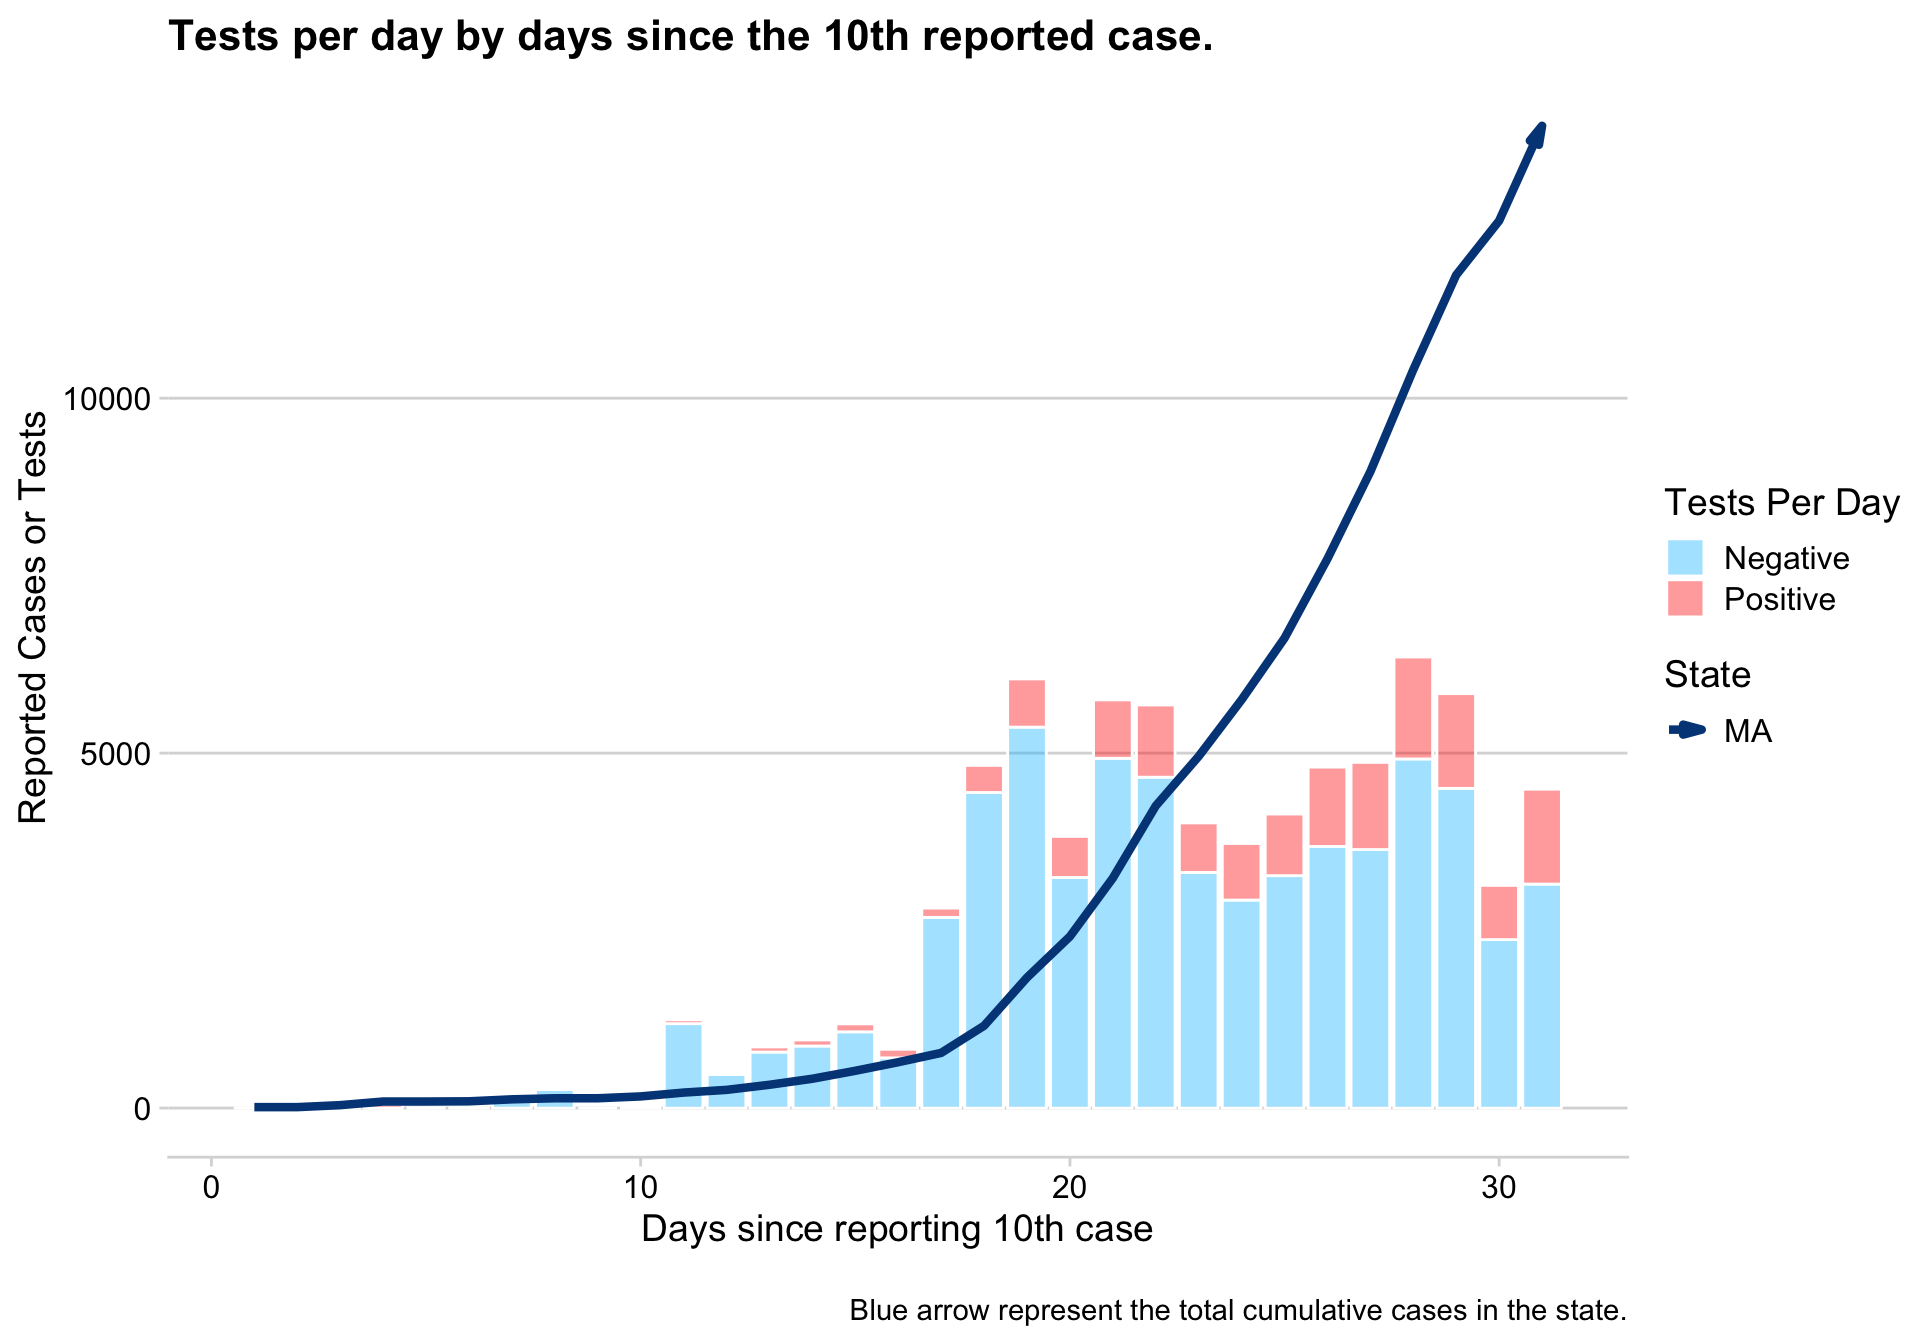 Tests per day by days since the 10th reported case.
Reported Cases or Tests
10000
5000
0
0 10 20 30
Days since reporting 10th case
Tests Per Day
Negative
Positive
State
MA
Blue arrow represent the total cumulative cases in the state.